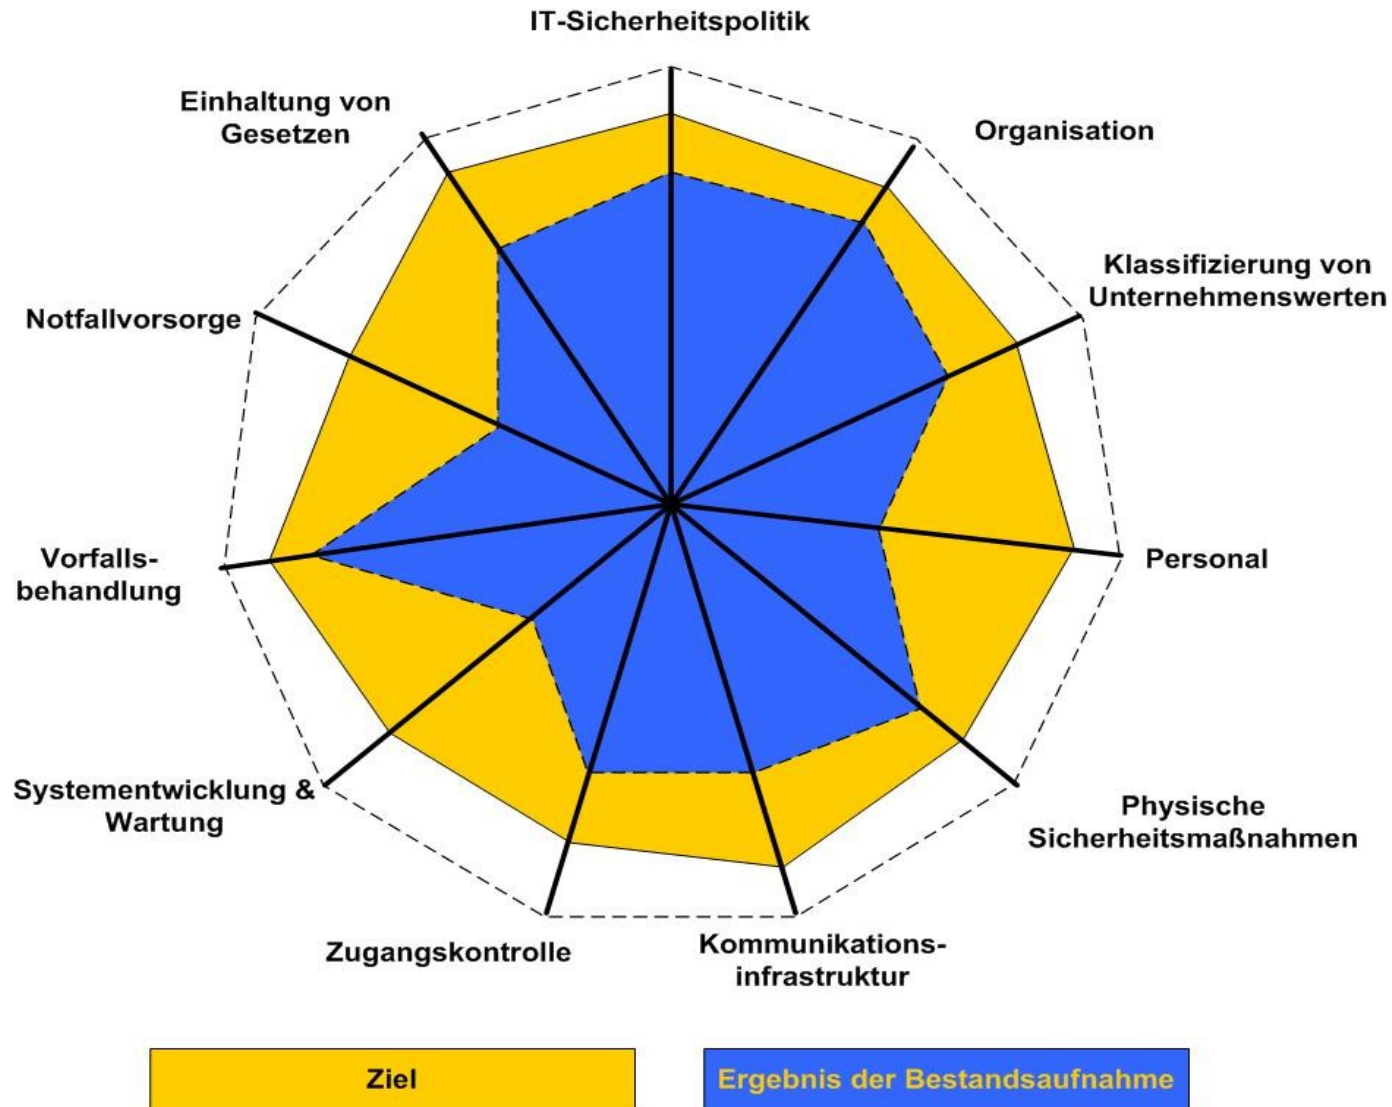 IT-Sicherheitspolitik
Einhaltung von
Gesetzen
Organisation
Klassifizierung von
Unternehmenswerten
Notfallvorsorge
Personal
Vorfalls-
behandlung
Systementwicklung &
Wartung
Physische
Sicherheitsmaßnahmen
Zugangskontrolle
Kommunikations-
infrastruktur
Ziel
Ergebnis der Bestandsaufnahme